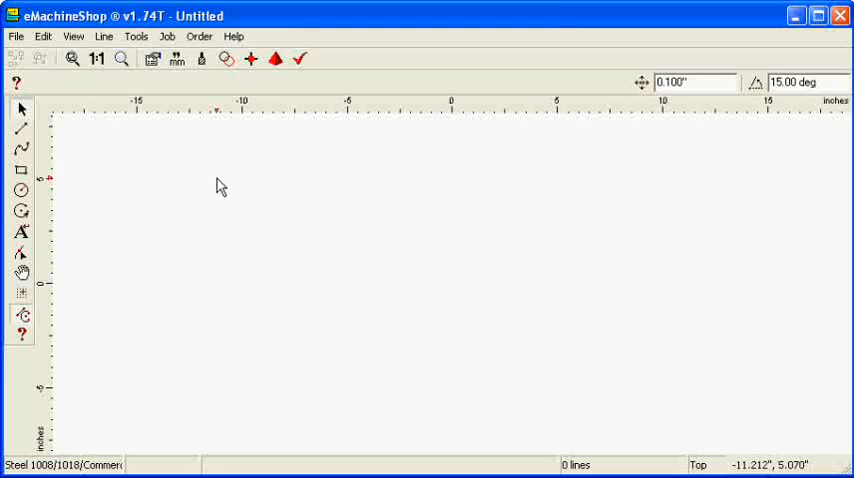 eMachineShop ® v1.74T - Untitled
File Edit View Line Tools Job Order Help
1:1
? 0.100" 15.00 deg
-15 -10 -5 0 5 10 15 inches
5
A
0
?
-5
inches
Steel 1008/1018/Commerc 0 lines Top -11.212", 5.070"